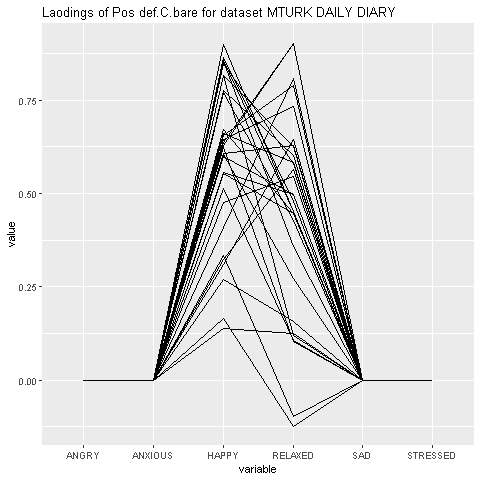 Laodings of Pos def.C.bare for dataset MTURK DAILY DIARY
0.75
0.50
0.25
0.00
value
ANGRY ANXIOUS HAPPY RELAXED SAD STRESSED
variable